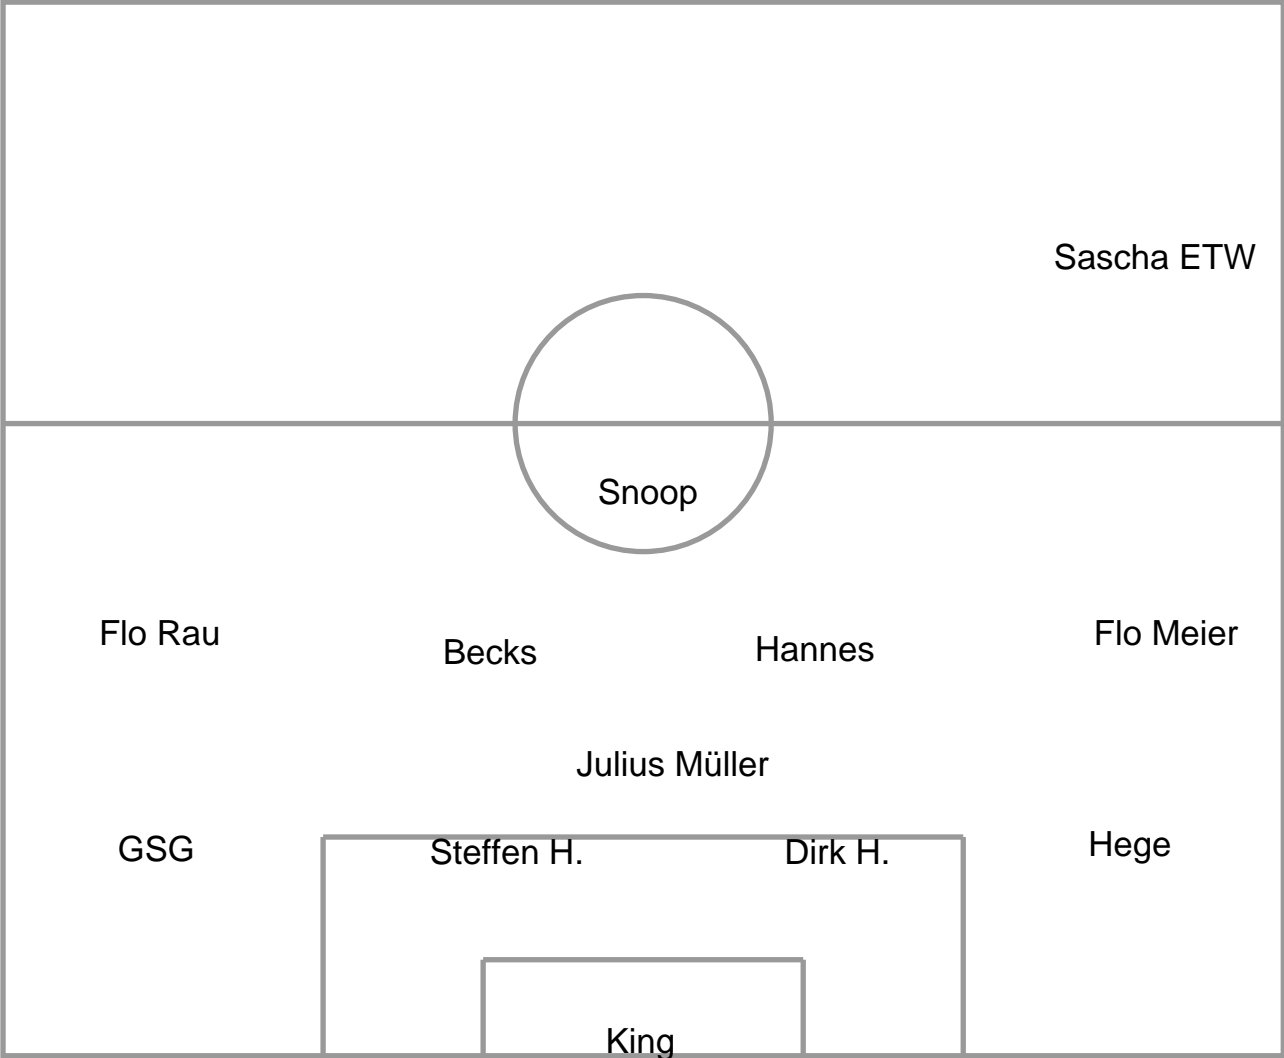 Sascha ETW
Snoop
Flo Rau
Becks
Hannes
Flo Meier
Julius Müller
GSG
Steffen H.
Dirk H.
Hege
King